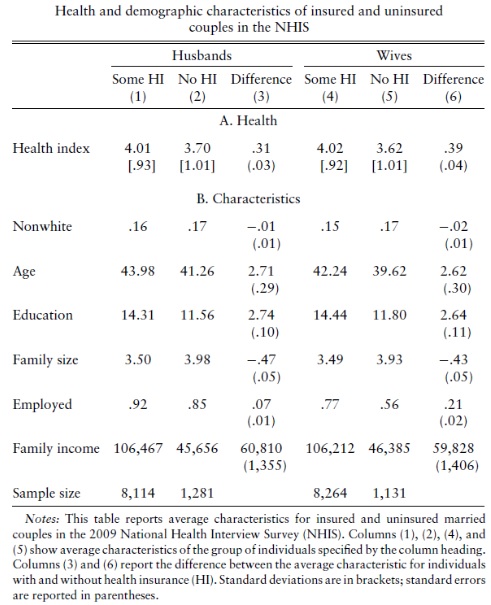 Health and demographic characteristics of insured and uninsured
couples in the NHIS
Husbands Wives
Some HI No HI Difference Some HI No HI Difference
(1) (2) (3) (4) (5) (6)
A. Health
Health index 4.01 3.70 .31 4.02 3.62 .39
[.93] [1.01] (.03) [.92] [1.01] (.04)
B. Characteristics
Nonwhite .16 .17 −.01 .15 .17 −.02
(.01) (.01)
Age 43.98 41.26 2.71 42.24 39.62 2.62
(.29) (.30)
Education 14.31 11.56 2.74 14.44 11.80 2.64
(.10) (.11)
Family size 3.50 3.98 −.47 3.49 3.93 −.43
(.05) (.05)
Employed .92 .85 .07 .77 .56 .21
(.01) (.02)
Family income 106,467 45,656 60,810 106,212 46,385 59,828
(1,355) (1,406)
Sample size 8,114 1,281 8,264 1,131
Notes: This table reports average characteristics for insured and uninsured married
couples in the 2009 National Health Interview Survey (NHIS). Columns (1), (2), (4), and
(5) show average characteristics of the group of individuals specified by the column heading.
Columns (3) and (6) report the difference between the average characteristic for individuals
with and without health insurance (HI). Standard deviations are in brackets; standard errors
are reported in parentheses.